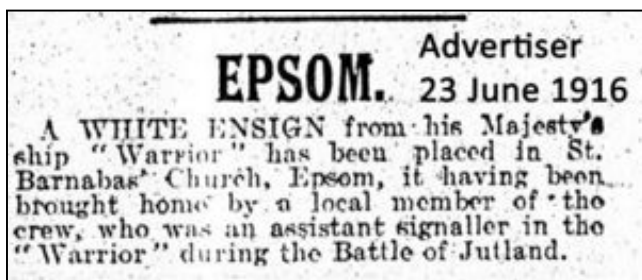 Advertiser
EPSOM. 23 June 1916
A WHITE ENSIGN from his Majesty's
ship "Warrior" has been placed in St.
Barnabas' Church, Epsom, it having been
brought home by a local member of the
crew, who was an assistant signaller in the
"Warrior" during the Battle of Jutland.